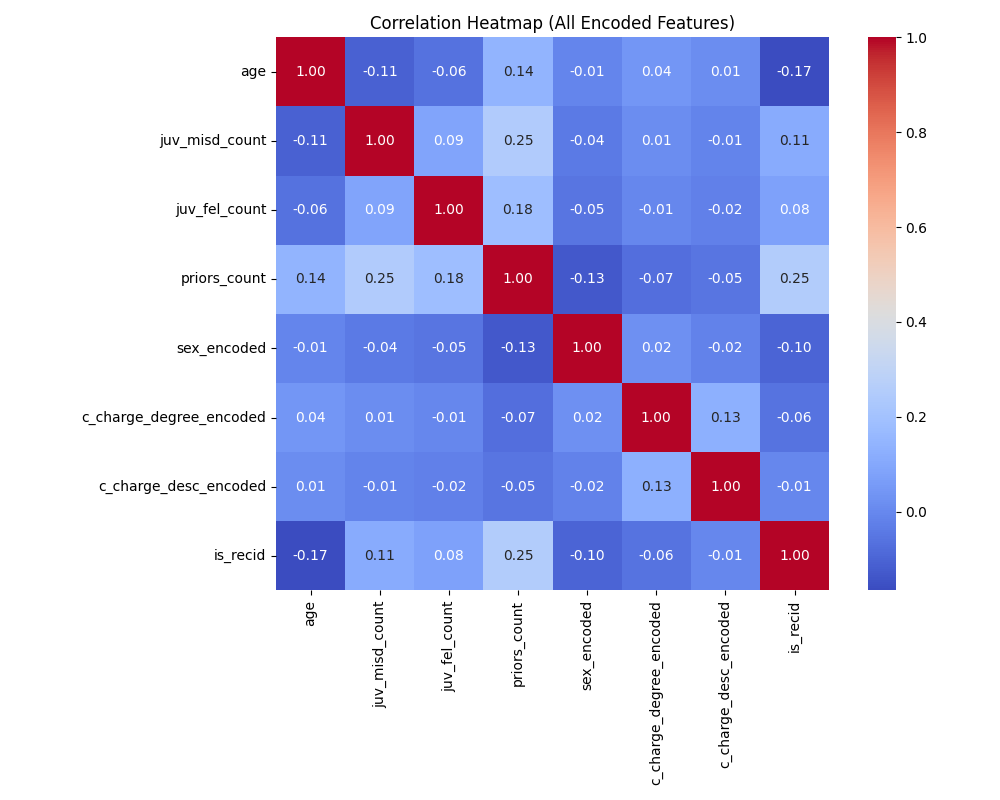 Correlation Heatmap (All Encoded Features)
age 1.00 -0.11 -0.06 0.14 -0.01 0.04 0.01 -0.17
juv_misd_count -0.11 1.00 0.09 0.25 -0.04 0.01 -0.01 0.11
juv_fel_count -0.06 0.09 1.00 0.18 -0.05 -0.01 -0.02 0.08
priors_count 0.14 0.25 0.18 1.00 -0.13 -0.07 -0.05 0.25
sex_encoded -0.01 -0.04 -0.05 -0.13 1.00 0.02 -0.02 -0.10
c_charge_degree_encoded 0.04 0.01 -0.01 -0.07 0.02 1.00 0.13 -0.06
c_charge_desc_encoded 0.01 -0.01 -0.02 -0.05 -0.02 0.13 1.00 -0.01
is_recid -0.17 0.11 0.08 0.25 -0.10 -0.06 -0.01 1.00
age
juv_misd_count
juv_fel_count
priors_count
sex_encoded
c_charge_degree_encoded
c_charge_desc_encoded
is_recid
1.0
0.8
0.6
0.4
0.2
0.0